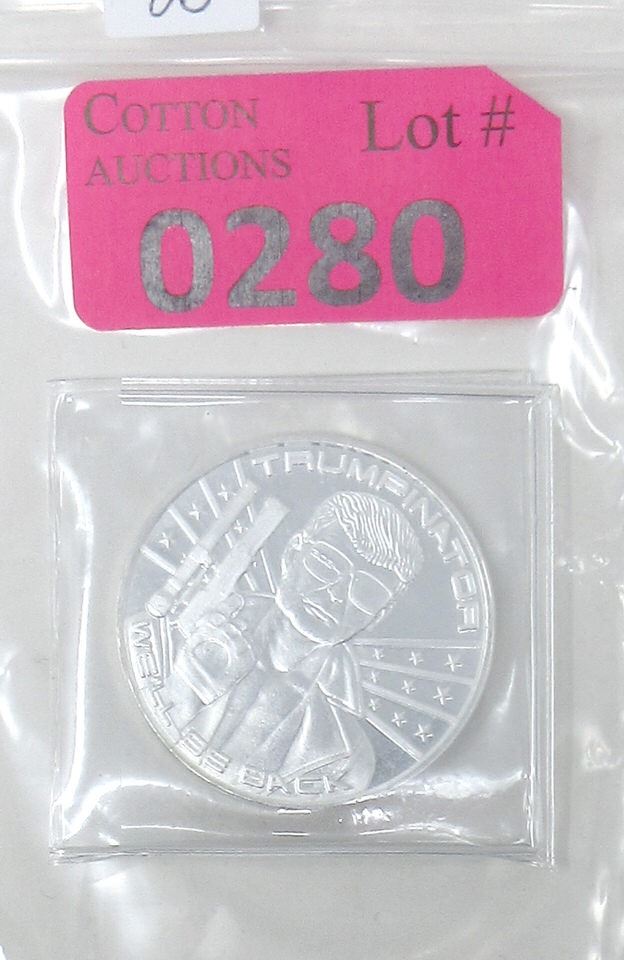 COTTON
AUCTIONS
Lot #
0280
TRUMPINATOR
WE'LL BE BACK